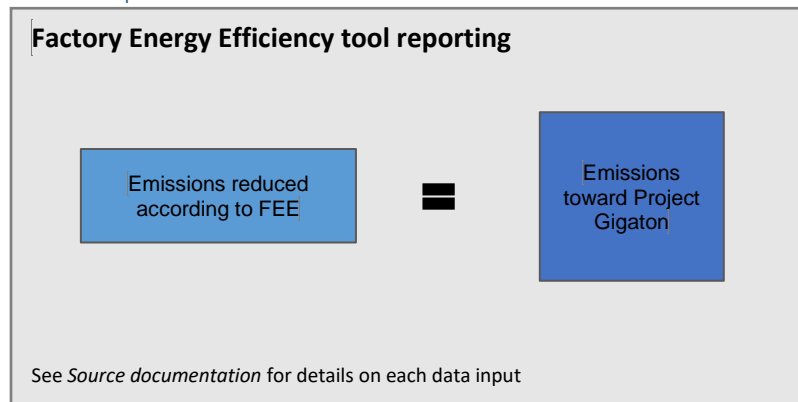 Factory Energy Efficiency tool reporting
Emissions reduced
according to FEE
=
Emissions
toward Project
Gigaton
See Source documentation for details on each data input